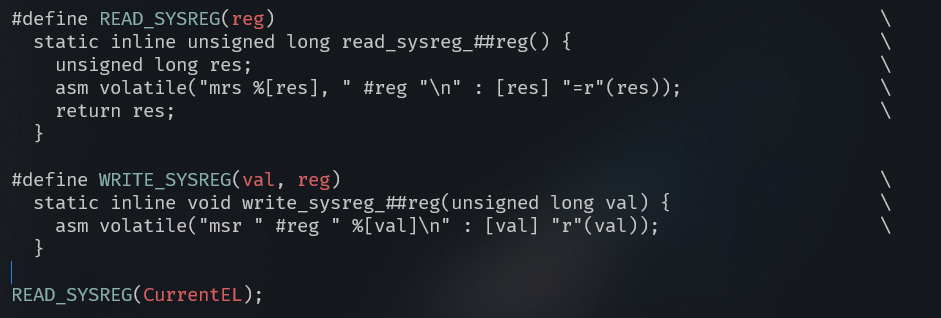 #define READ_SYSREG(reg) \
  static inline unsigned long read_sysreg_##reg() { \
    unsigned long res; \
    asm volatile("mrs %[res], " #reg "\n" : [res] "=r"(res)); \
    return res; \
  }

#define WRITE_SYSREG(val, reg) \
  static inline void write_sysreg_##reg(unsigned long val) { \
    asm volatile("msr " #reg " %[val]\n" : [val] "r"(val)); \
  }

READ_SYSREG(CurrentEL);